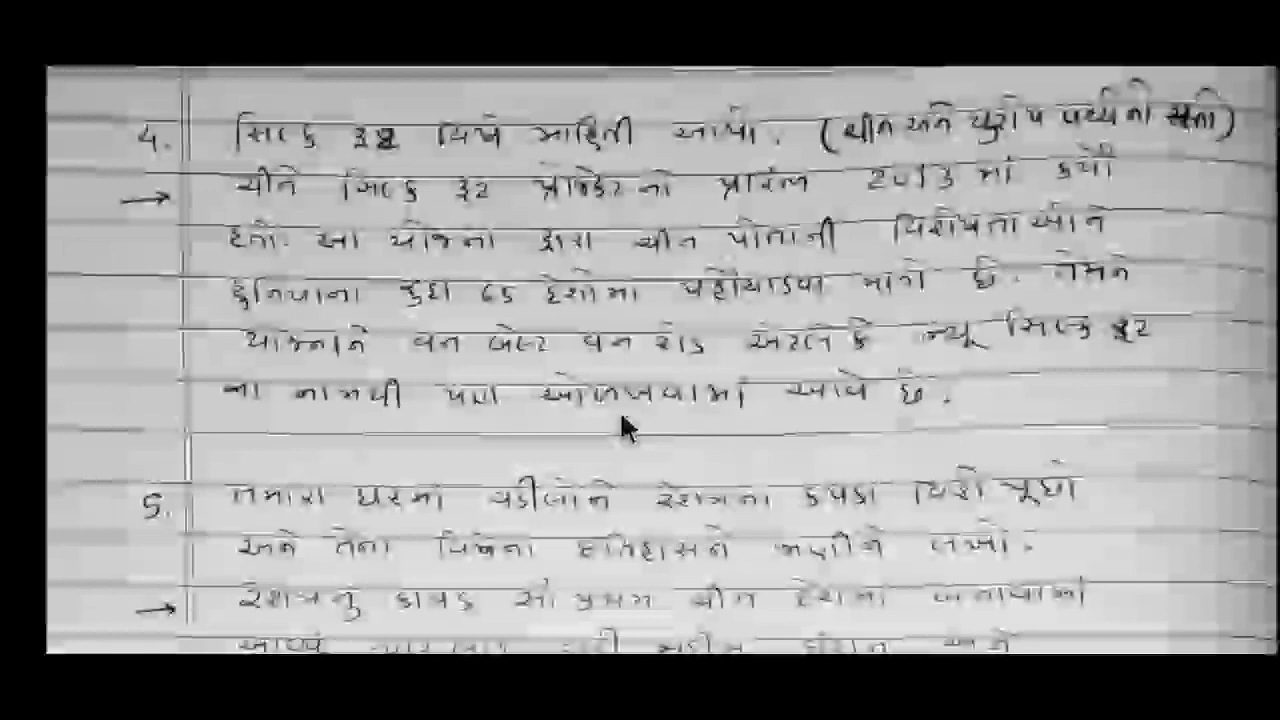 4. સિલ્ક રૂટ વિષે માહિતી આપો. (ચીન અને યુરોપ વચ્ચેનો રસ્તો)
→ ચીને સિલ્ક રૂટ પ્રોજેક્ટનો પ્રારંભ 2013 માં કર્યો
હતો. આ યોજના દ્વારા ચીન પોતાની વિશેષતાઓને
દુનિયાના જુદા 65 દેશોમાં પહોંચાડવા માગે છે. તેમને
યોજનાને વન બેલ્ટ વન રોડ એટલે કે ન્યૂ સિલ્ક રૂટ
ના નામથી પણ ઓળખવામાં આવે છે.
5. તમારા ઘરમાં વડીલોને રેશમના કપડા વિશે પૂછો
અને તેના વિષેના ઇતિહાસને જાણીને લખો.
→ રેશમનું કાપડ સૌ પ્રથમ ચીન દેશમાં બનાવવામાં